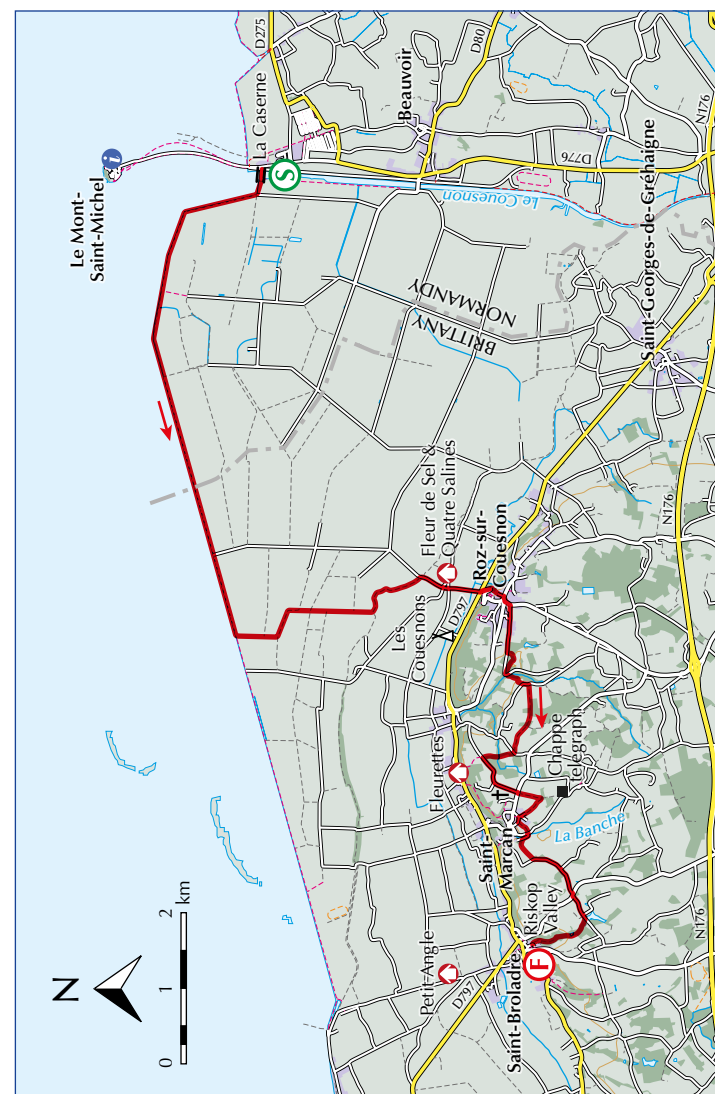 N
0
1
2
km
Le Mont-
Saint-Michel
i
La Caserne
S
D275
D80
Beauvoir
D776
N176
Le Couesnon
NORMANDY
BRITTANY
Saint-Georges-de-Gréhaigne
Fleur de Sel &
Quatre Salines
Roz-sur-
Couesnon
Les
Couesnons
D797
N176
Fleurettes
Chappe
telegraph
Saint-
Marcan
La Banche
Riskop
Valley
Petit-Angle
D797
Saint-Broladre
F
N176